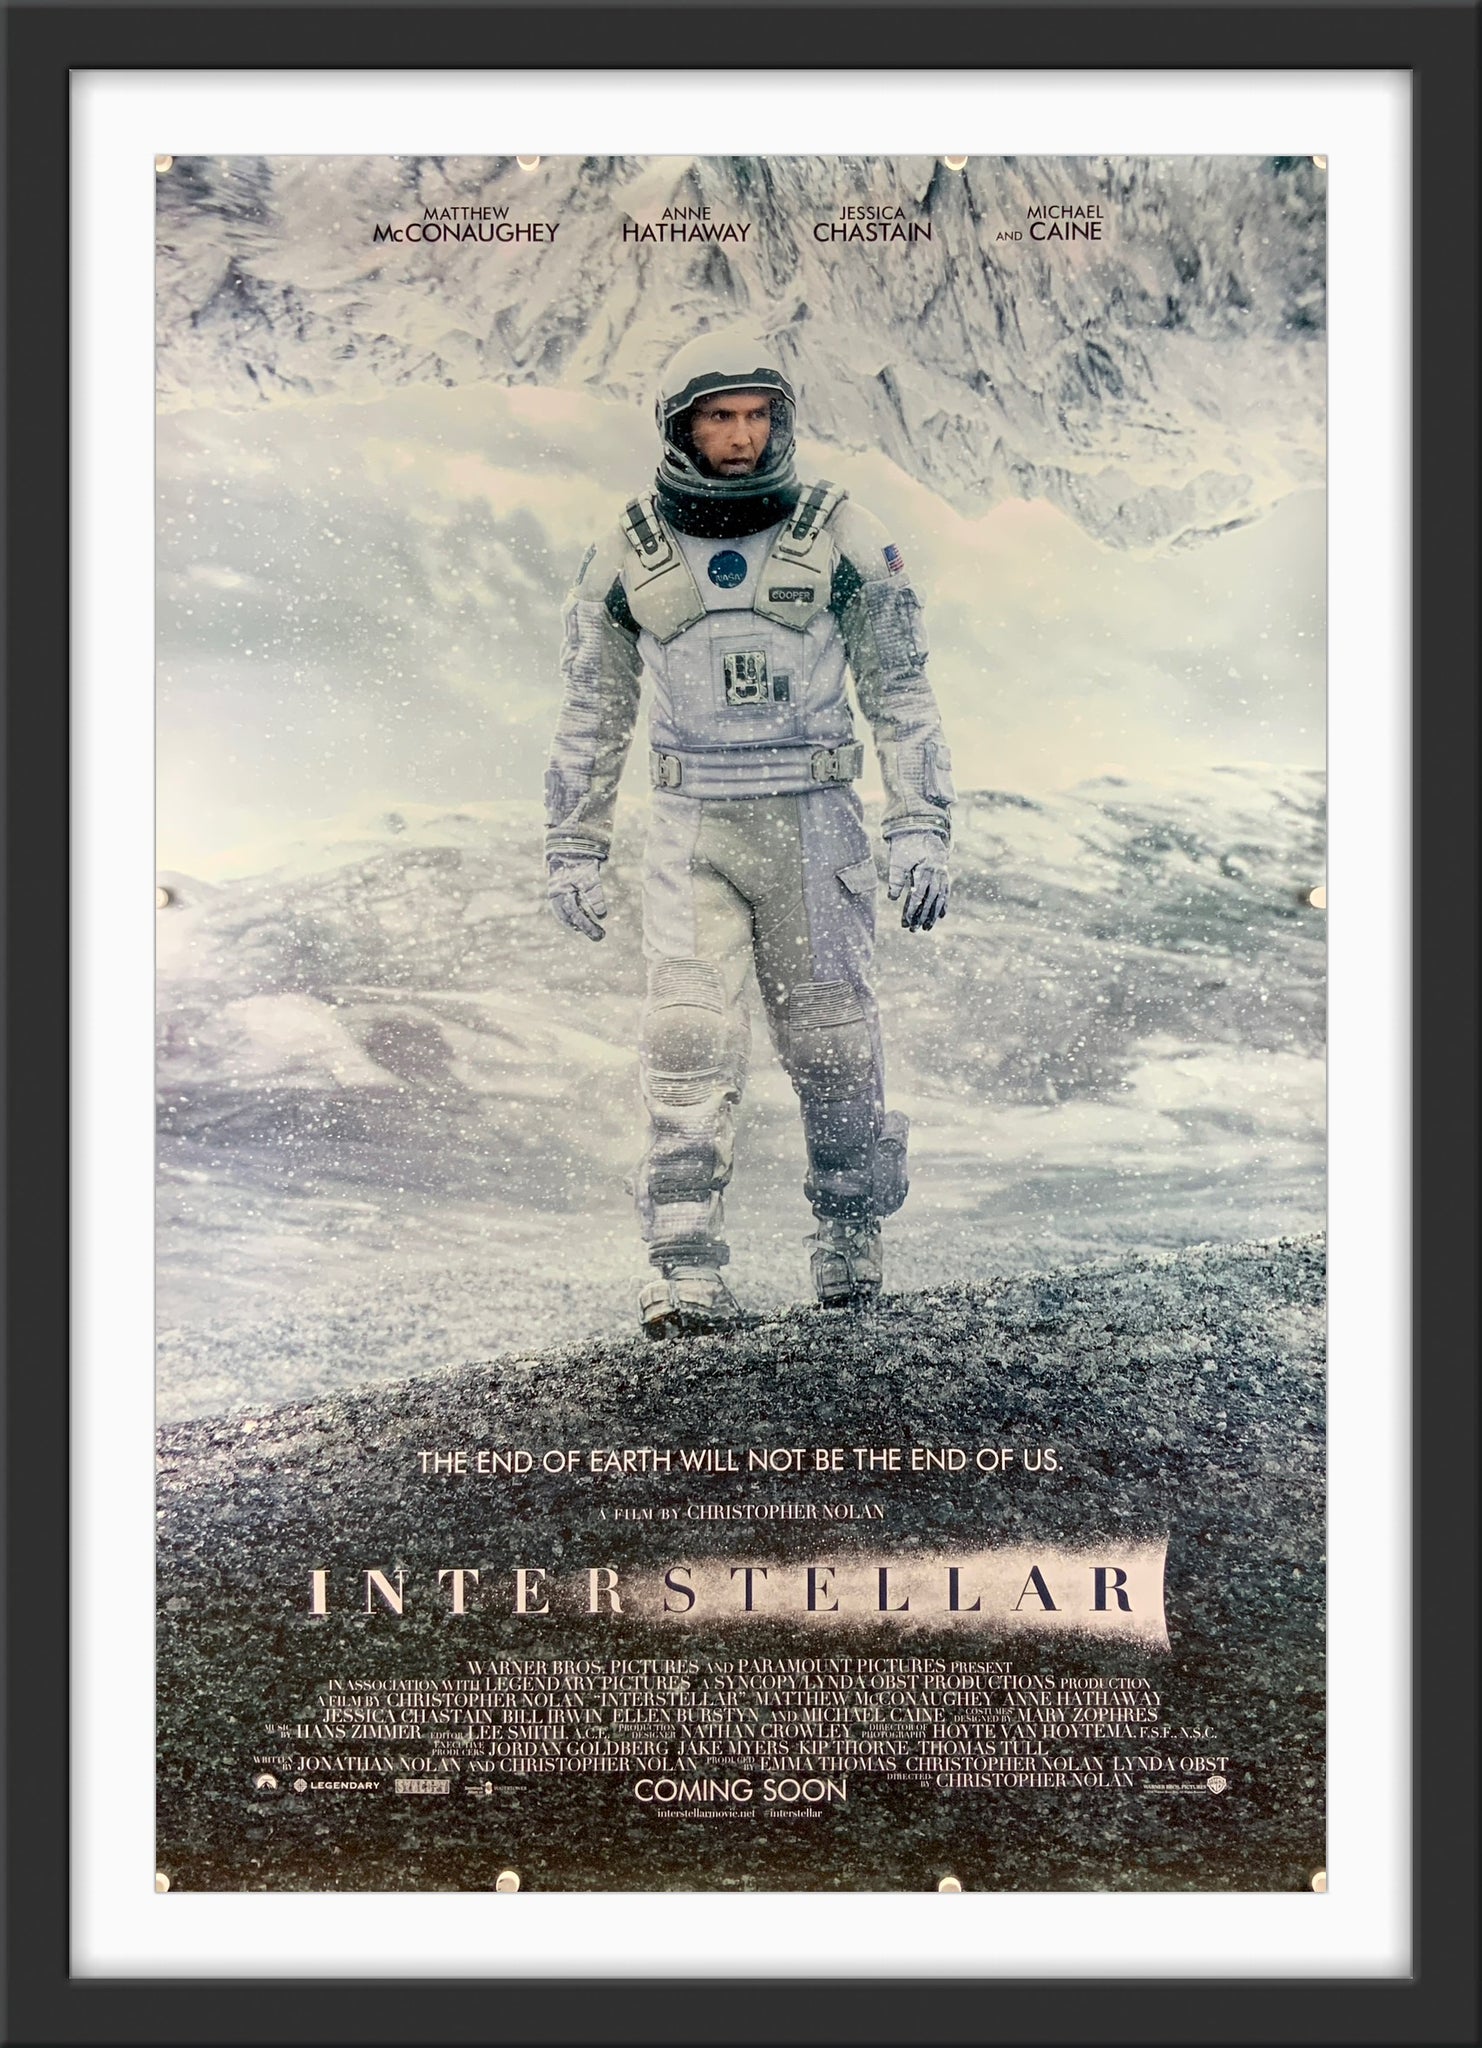 MATTHEW ANNE JESSICA MICHAEL
McCONAUGHEY HATHAWAY CHASTAIN AND CAINE
NASA
COOPER
THE END OF EARTH WILL NOT BE THE END OF US.
A FILM BY CHRISTOPHER NOLAN
INTERSTELLAR
WARNER BROS. PICTURES AND PARAMOUNT PICTURES PRESENT
IN ASSOCIATION WITH LEGENDARY PICTURES A SYNCOPY/LYNDA OBST PRODUCTIONS PRODUCTION
A FILM BY CHRISTOPHER NOLAN "INTERSTELLAR" MATTHEW McCONAUGHEY ANNE HATHAWAY
JESSICA CHASTAIN BILL IRWIN ELLEN BURSTYN AND MICHAEL CAINE COSTUMES DESIGNED BY MARY ZOPHRES
MUSIC BY HANS ZIMMER EDITOR LEE SMITH, A.C.E. PRODUCTION DESIGNER NATHAN CROWLEY DIRECTOR OF PHOTOGRAPHY HOYTE VAN HOYTEMA, F.S.F., N.S.C.
EXECUTIVE PRODUCERS JORDAN GOLDBERG JAKE MYERS KIP THORNE THOMAS TULL
WRITTEN BY JONATHAN NOLAN AND CHRISTOPHER NOLAN PRODUCED BY EMMA THOMAS CHRISTOPHER NOLAN LYNDA OBST
DIRECTED BY CHRISTOPHER NOLAN
LEGENDARY SYNCOPY COMING SOON WARNER BROS. PICTURES
interstellarmovie.net #interstellar